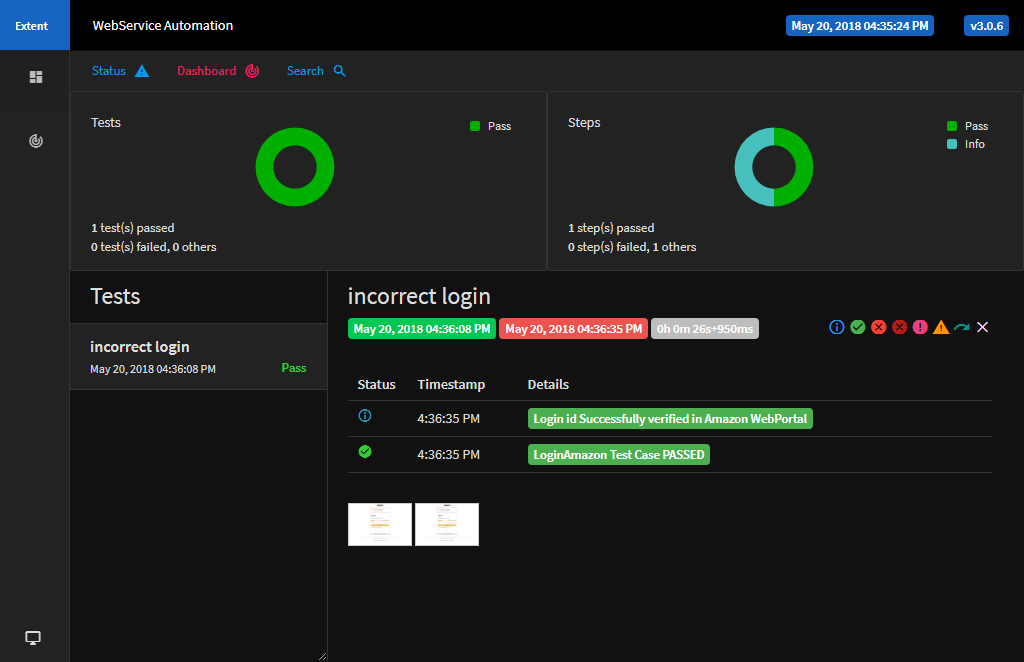 Extent
WebService Automation
May 20, 2018 04:35:24 PM
v3.0.6
Status
Dashboard
Search
Tests
Pass
1 test(s) passed
0 test(s) failed, 0 others
Steps
Pass
Info
1 step(s) passed
0 step(s) failed, 1 others
Tests
incorrect login
May 20, 2018 04:36:08 PM
Pass
incorrect login
May 20, 2018 04:36:08 PM May 20, 2018 04:36:35 PM 0h 0m 26s+950ms
Status Timestamp Details
4:36:35 PM Login id Successfully verified in Amazon WebPortal
4:36:35 PM LoginAmazon Test Case PASSED